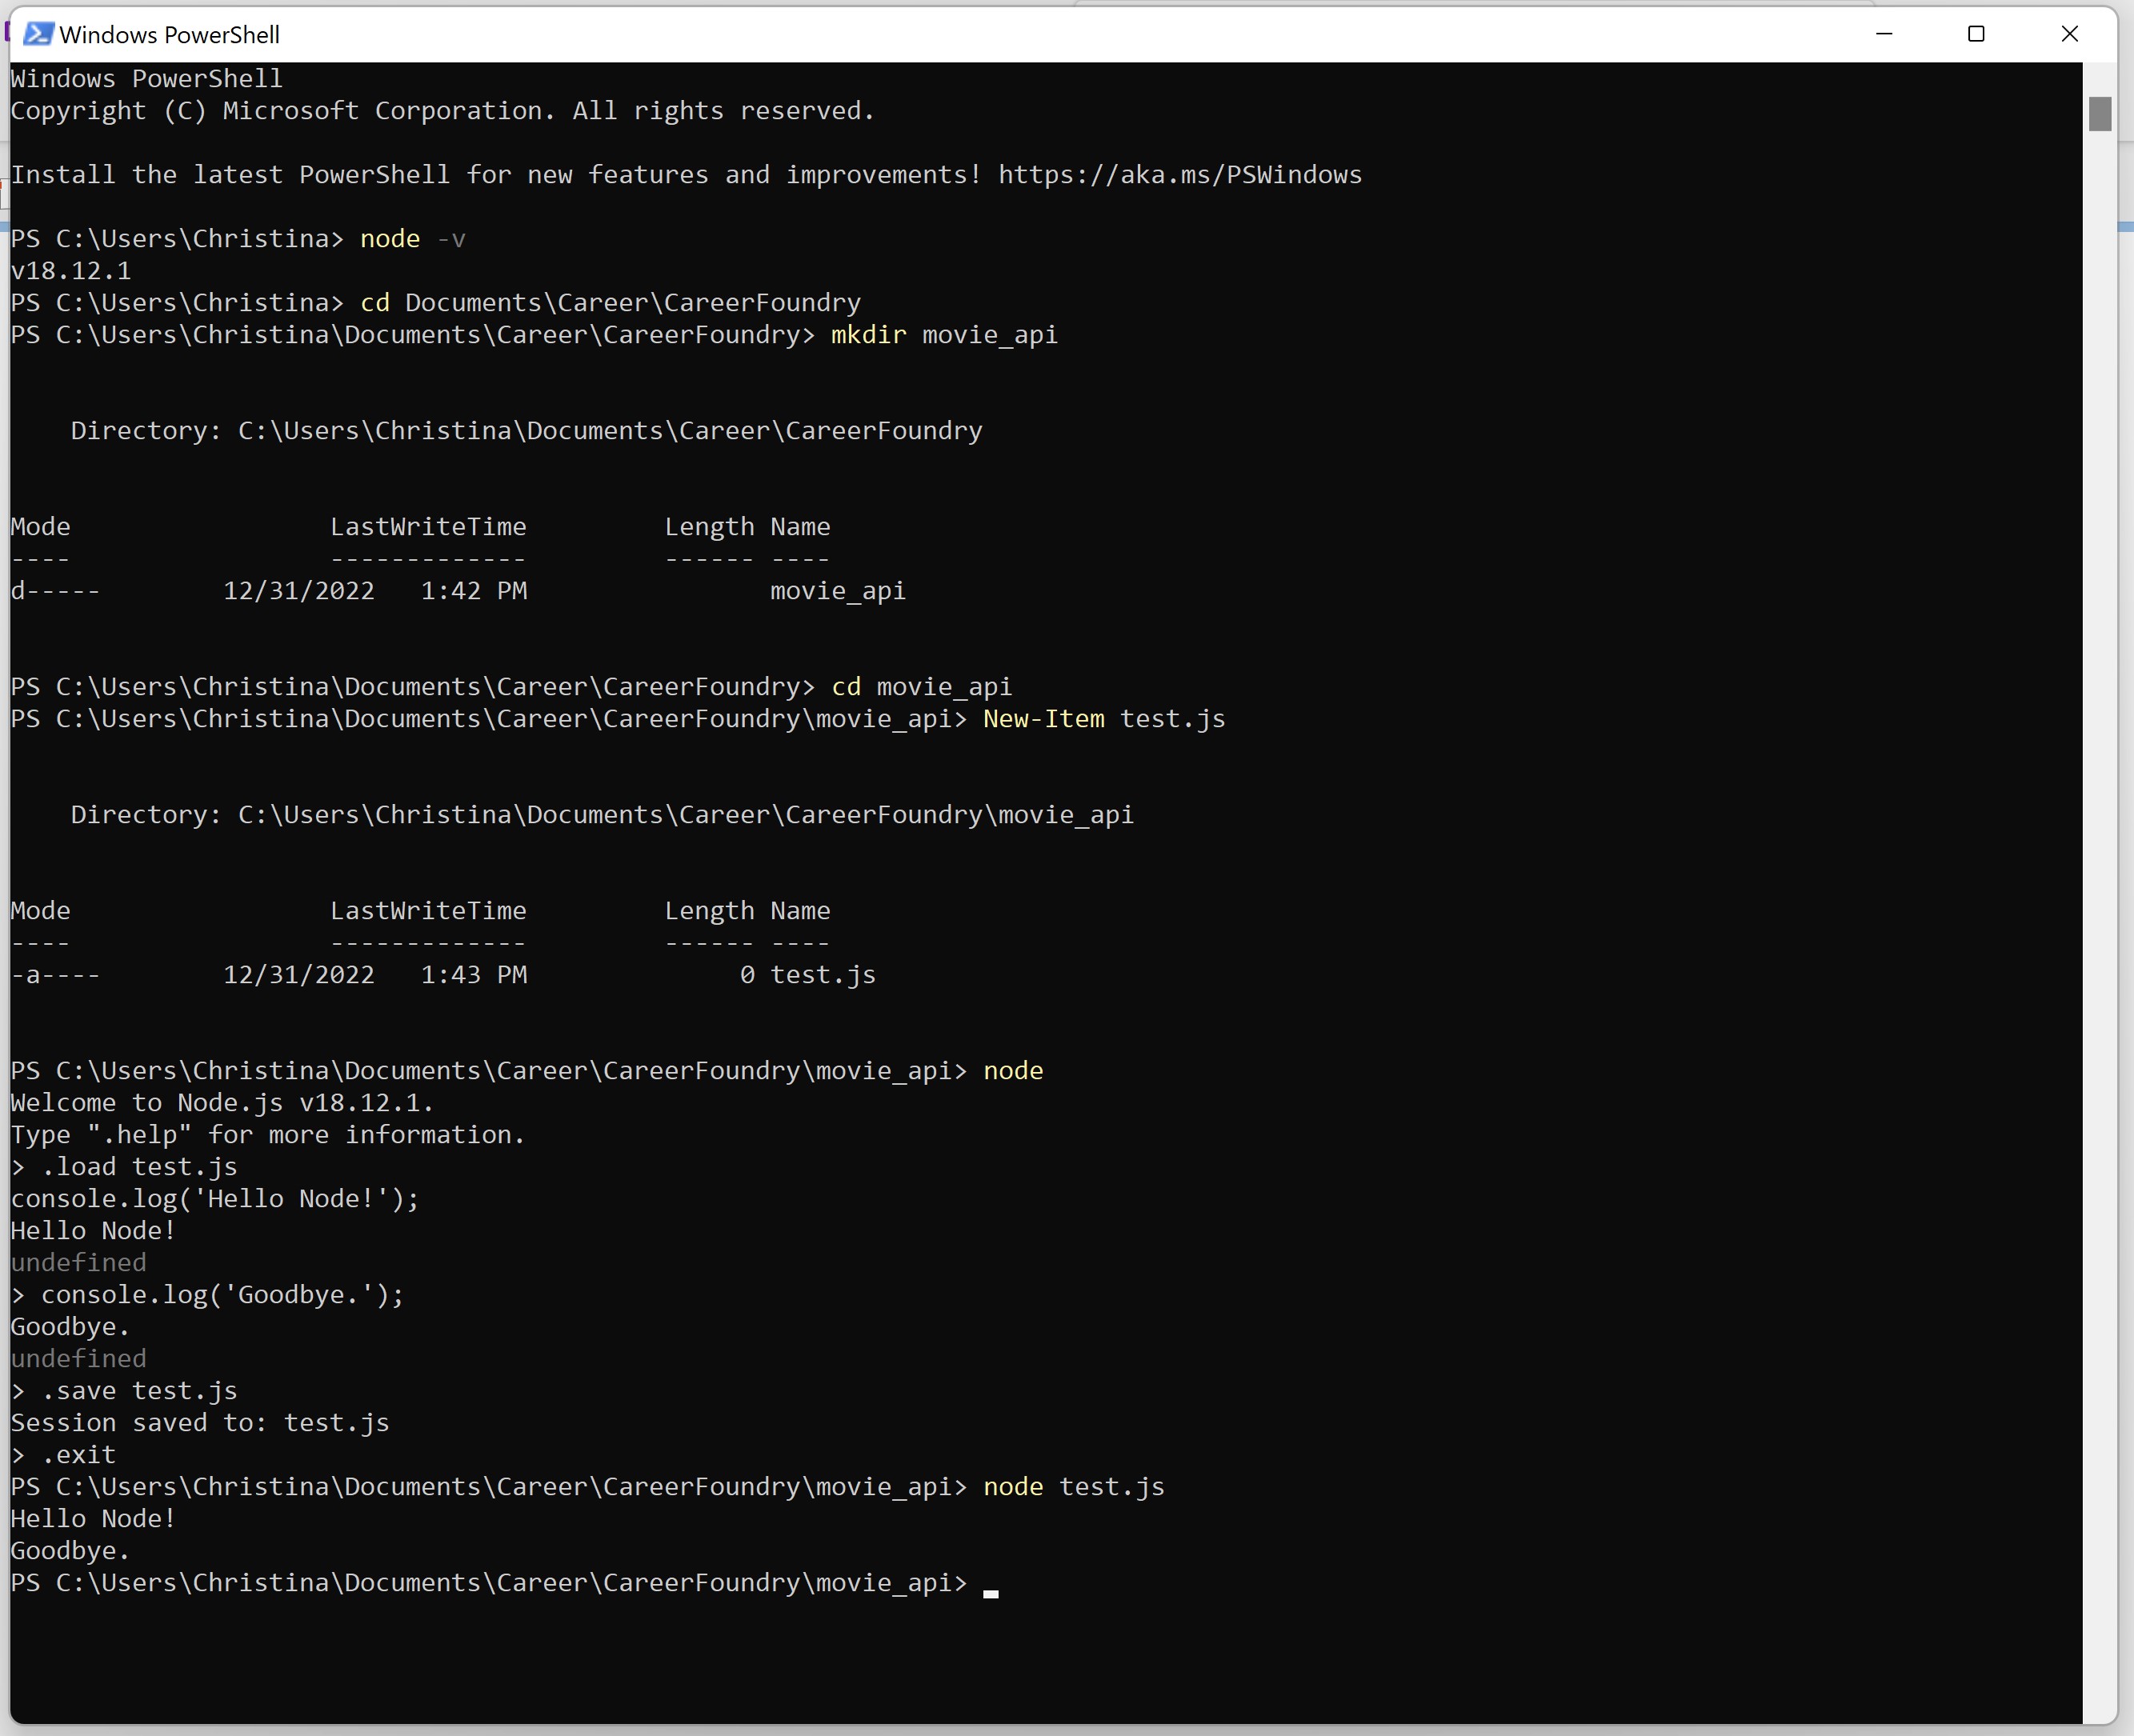 Windows PowerShell
Windows PowerShell
Copyright (C) Microsoft Corporation. All rights reserved.
Install the latest PowerShell for new features and improvements! https://aka.ms/PSWindows
PS C:\Users\Christina> node -v
v18.12.1
PS C:\Users\Christina> cd Documents\Career\CareerFoundry
PS C:\Users\Christina\Documents\Career\CareerFoundry> mkdir movie_api
    Directory: C:\Users\Christina\Documents\Career\CareerFoundry
Mode                 LastWriteTime         Length Name
----                 -------------         ------ ----
d-----        12/31/2022   1:42 PM                movie_api
PS C:\Users\Christina\Documents\Career\CareerFoundry> cd movie_api
PS C:\Users\Christina\Documents\Career\CareerFoundry\movie_api> New-Item test.js
    Directory: C:\Users\Christina\Documents\Career\CareerFoundry\movie_api
Mode                 LastWriteTime         Length Name
----                 -------------         ------ ----
-a----        12/31/2022   1:43 PM              0 test.js
PS C:\Users\Christina\Documents\Career\CareerFoundry\movie_api> node
Welcome to Node.js v18.12.1.
Type ".help" for more information.
> .load test.js
console.log('Hello Node!');
Hello Node!
undefined
> console.log('Goodbye.');
Goodbye.
undefined
> .save test.js
Session saved to: test.js
> .exit
PS C:\Users\Christina\Documents\Career\CareerFoundry\movie_api> node test.js
Hello Node!
Goodbye.
PS C:\Users\Christina\Documents\Career\CareerFoundry\movie_api>